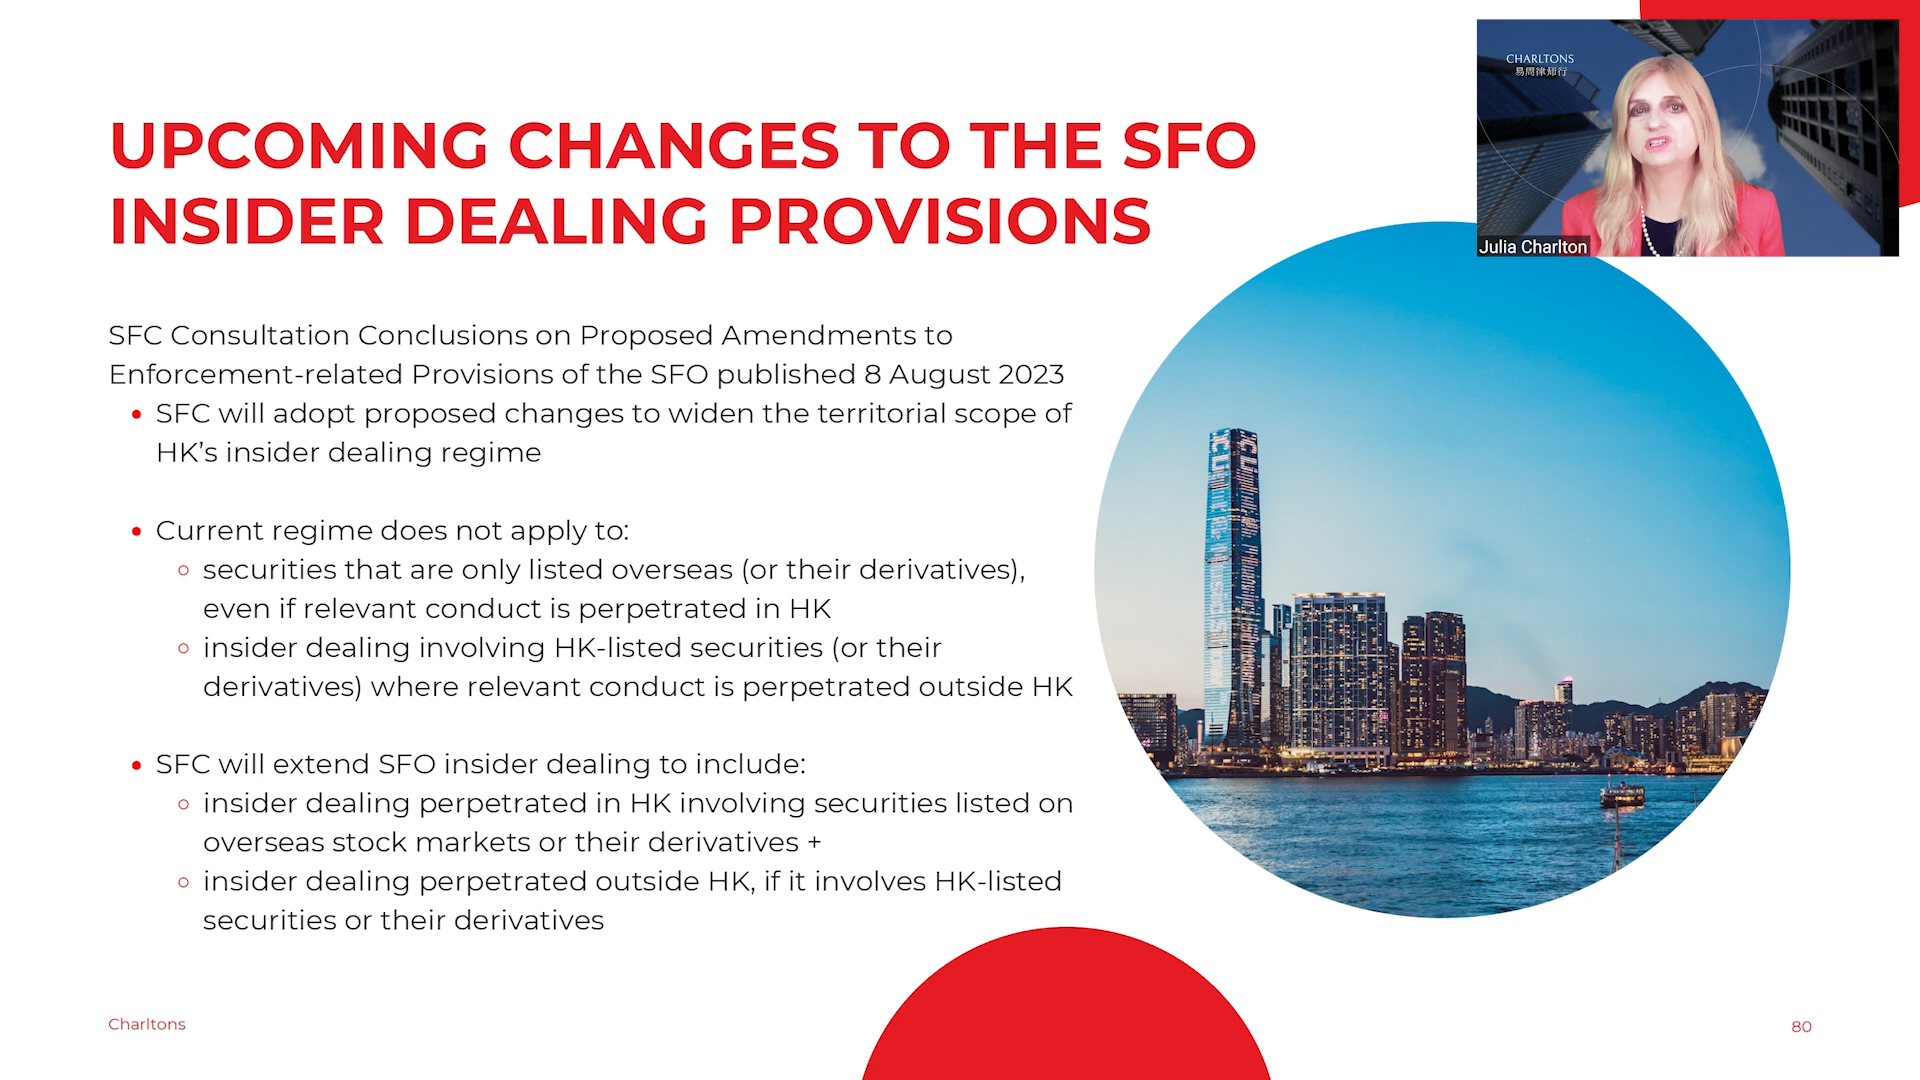 UPCOMING CHANGES TO THE SFO
INSIDER DEALING PROVISIONS
CHARLTONS
易周律师行
Julia Charlton
SFC Consultation Conclusions on Proposed Amendments to
Enforcement-related Provisions of the SFO published 8 August 2023
• SFC will adopt proposed changes to widen the territorial scope of
HK’s insider dealing regime
• Current regime does not apply to:
○ securities that are only listed overseas (or their derivatives),
even if relevant conduct is perpetrated in HK
○ insider dealing involving HK-listed securities (or their
derivatives) where relevant conduct is perpetrated outside HK
• SFC will extend SFO insider dealing to include:
○ insider dealing perpetrated in HK involving securities listed on
overseas stock markets or their derivatives +
○ insider dealing perpetrated outside HK, if it involves HK-listed
securities or their derivatives
Charltons
80